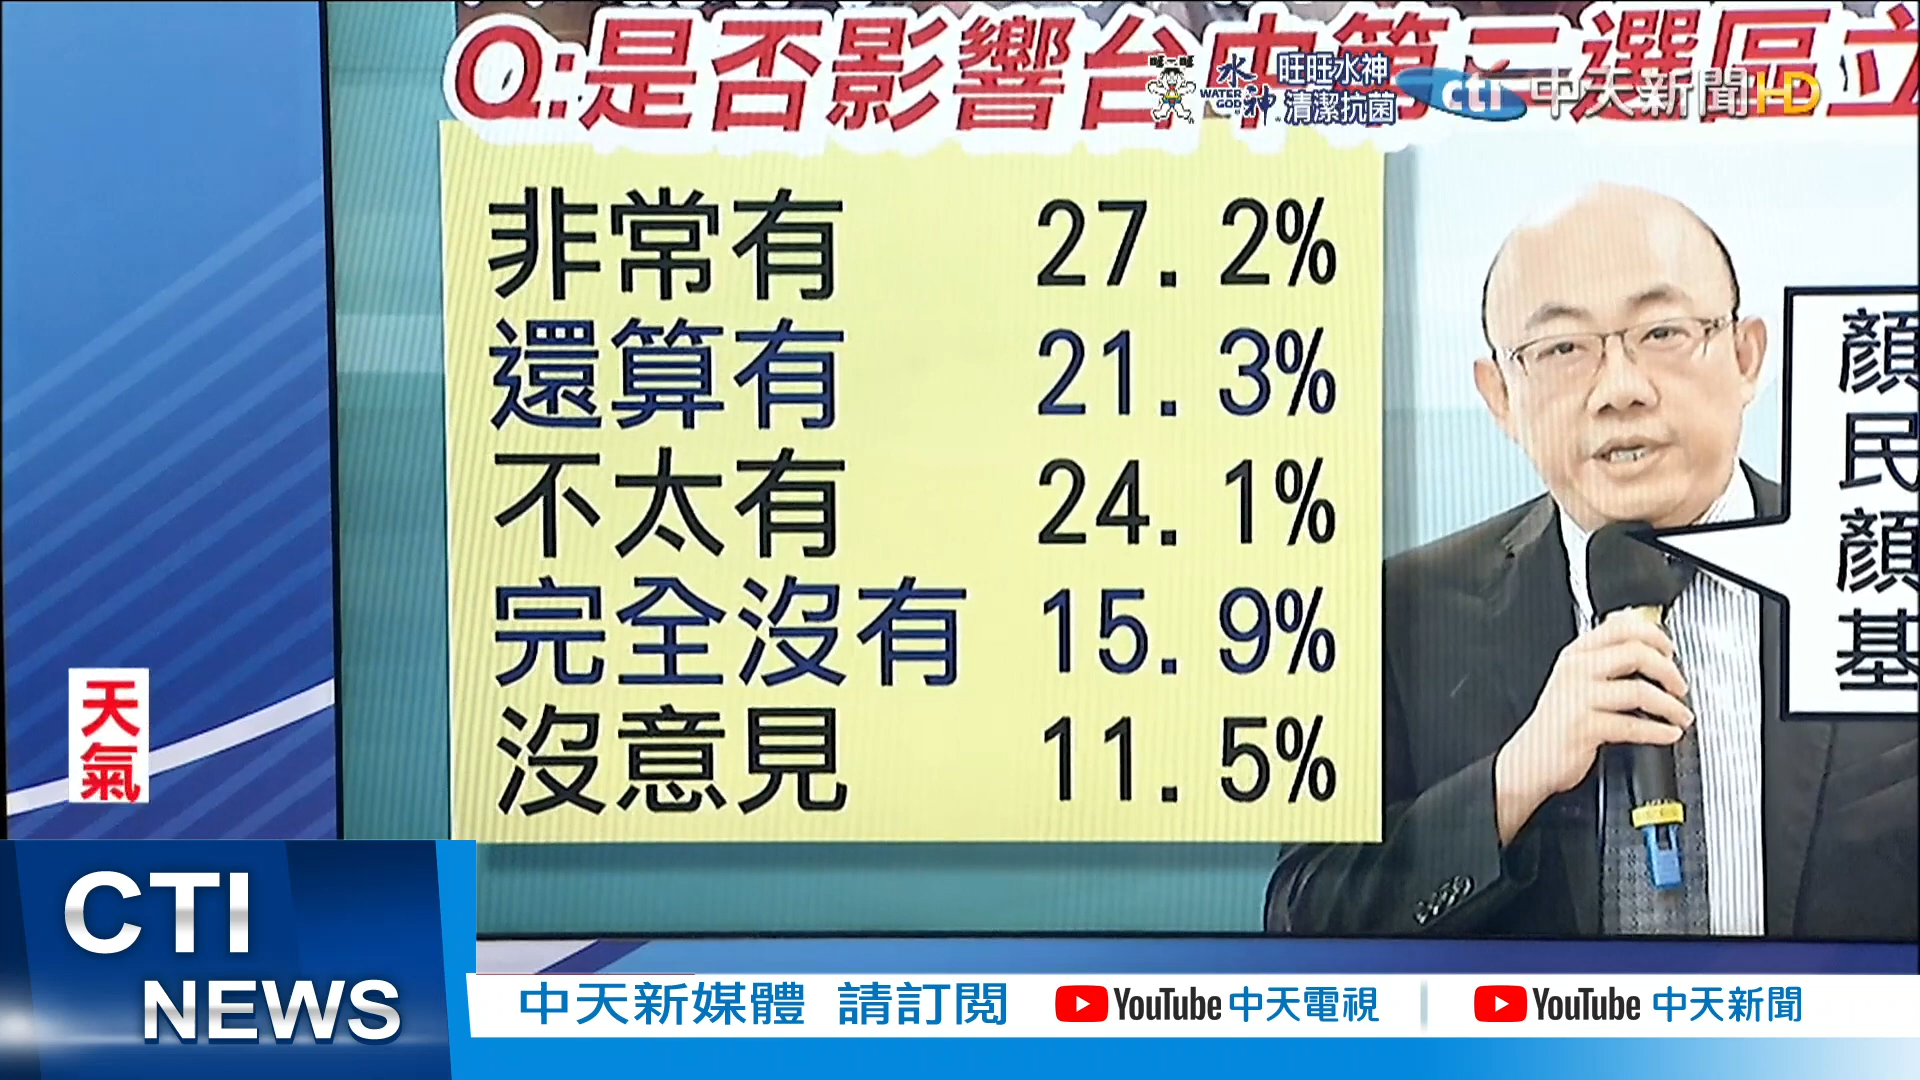 Q:是否影響台中第二選區立
旺旺水神
清潔抗菌
水神
WATER GOD
cti 中天新聞HD
非常有 27.2%
還算有 21.3%
不太有 24.1%
完全沒有 15.9%
沒意見 11.5%
顏
民
顏
基
天氣
CTI
NEWS
中天新媒體 請訂閱 YouTube 中天電視 YouTube 中天新聞